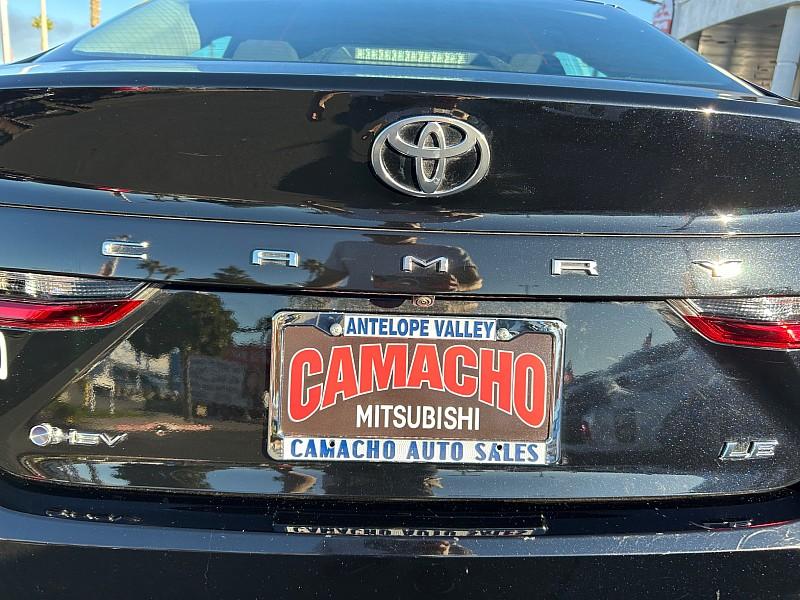 CAMRY
ANTELOPE VALLEY
CAMACHO
MITSUBISHI
CAMACHO AUTO SALES
HEV
LE